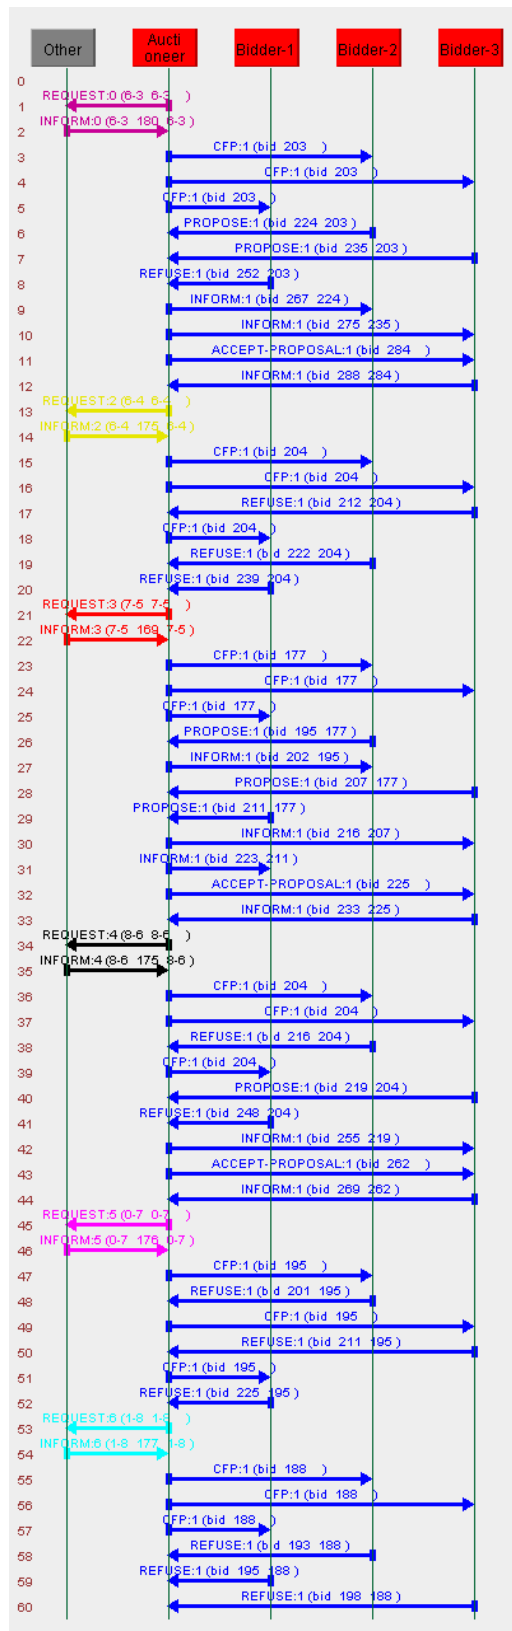 Other
Aucti
oneer
Bidder-1
Bidder-2
Bidder-3
0
REQUEST:0 (6-3 6-3 )
1
INFORM:0 (6-3 180 6-3)
2
CFP:1 (bid 203 )
3
CFP:1 (bid 203 )
4
CFP:1 (bid 203 )
5
PROPOSE:1 (bid 224 203)
6
PROPOSE:1 (bid 235 203)
7
REFUSE:1 (bid 252 203)
8
INFORM:1 (bid 267 224)
9
INFORM:1 (bid 275 235)
10
ACCEPT-PROPOSAL:1 (bid 284 )
11
INFORM:1 (bid 288 284)
12
REQUEST:2 (6-4 6-4 )
13
INFORM:2 (6-4 175 6-4)
14
CFP:1 (bid 204 )
15
CFP:1 (bid 204 )
16
REFUSE:1 (bid 212 204)
17
CFP:1 (bid 204 )
18
REFUSE:1 (bid 222 204)
19
REFUSE:1 (bid 239 204)
20
REQUEST:3 (7-5 7-5 )
21
INFORM:3 (7-5 169 7-5)
22
CFP:1 (bid 177 )
23
CFP:1 (bid 177 )
24
CFP:1 (bid 177 )
25
PROPOSE:1 (bid 195 177)
26
INFORM:1 (bid 202 195)
27
PROPOSE:1 (bid 207 177)
28
PROPOSE:1 (bid 211 177)
29
INFORM:1 (bid 216 207)
30
INFORM:1 (bid 223 211)
31
ACCEPT-PROPOSAL:1 (bid 225 )
32
INFORM:1 (bid 233 225)
33
REQUEST:4 (8-6 8-6 )
34
INFORM:4 (8-6 175 8-6)
35
CFP:1 (bid 204 )
36
CFP:1 (bid 204 )
37
REFUSE:1 (bid 216 204)
38
CFP:1 (bid 204 )
39
PROPOSE:1 (bid 219 204)
40
REFUSE:1 (bid 248 204)
41
INFORM:1 (bid 255 219)
42
ACCEPT-PROPOSAL:1 (bid 262 )
43
INFORM:1 (bid 269 262)
44
REQUEST:5 (0-7 0-7 )
45
INFORM:5 (0-7 176 0-7)
46
CFP:1 (bid 195 )
47
REFUSE:1 (bid 201 195)
48
CFP:1 (bid 195 )
49
REFUSE:1 (bid 211 195)
50
CFP:1 (bid 195 )
51
REFUSE:1 (bid 225 195)
52
REQUEST:6 (1-8 1-8 )
53
INFORM:6 (1-8 177 1-8)
54
CFP:1 (bid 188 )
55
CFP:1 (bid 188 )
56
CFP:1 (bid 188 )
57
REFUSE:1 (bid 193 188)
58
REFUSE:1 (bid 195 188)
59
REFUSE:1 (bid 198 188)
60